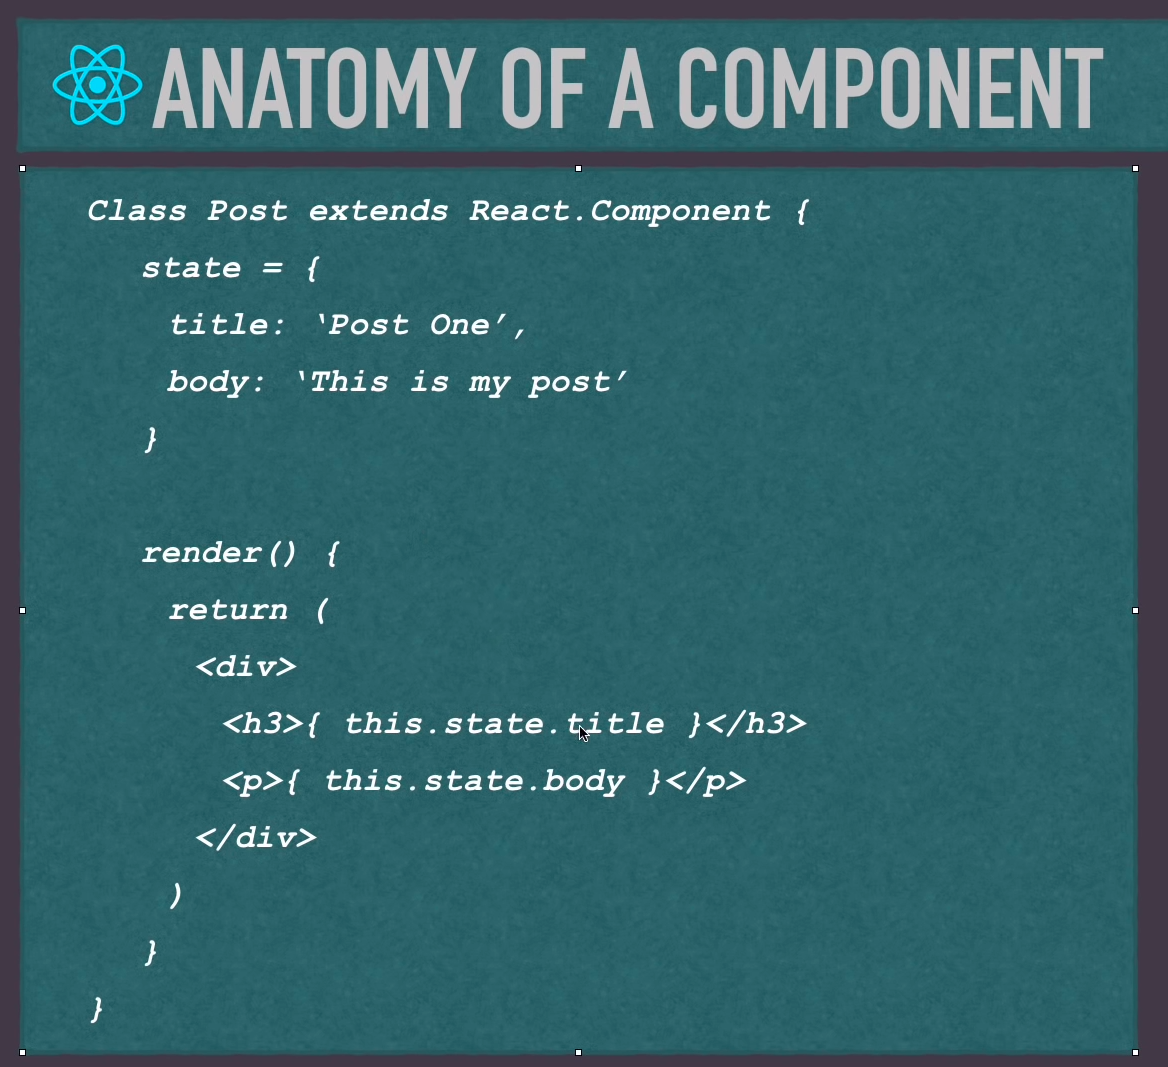 ANATOMY OF A COMPONENT
Class Post extends React.Component {
state = {
title: ‘Post One’,
body: ‘This is my post’
}
render() {
return (
<div>
<h3>{ this.state.title }</h3>
<p>{ this.state.body }</p>
</div>
)
}
}